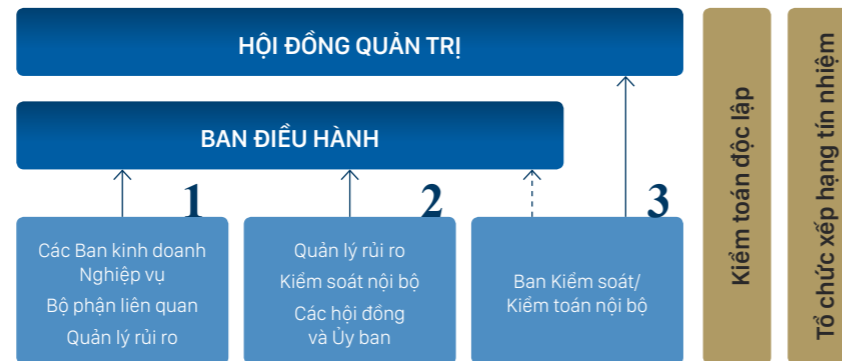 HỘI ĐỒNG QUẢN TRỊ
BAN ĐIỀU HÀNH
1
2
3
Các Ban kinh doanh
Nghiệp vụ
Bộ phận liên quan
Quản lý rủi ro
Quản lý rủi ro
Kiểm soát nội bộ
Các hội đồng
và Ủy ban
Ban Kiểm soát/
Kiểm toán nội bộ
Kiểm toán độc lập
Tổ chức xếp hạng tín nhiệm